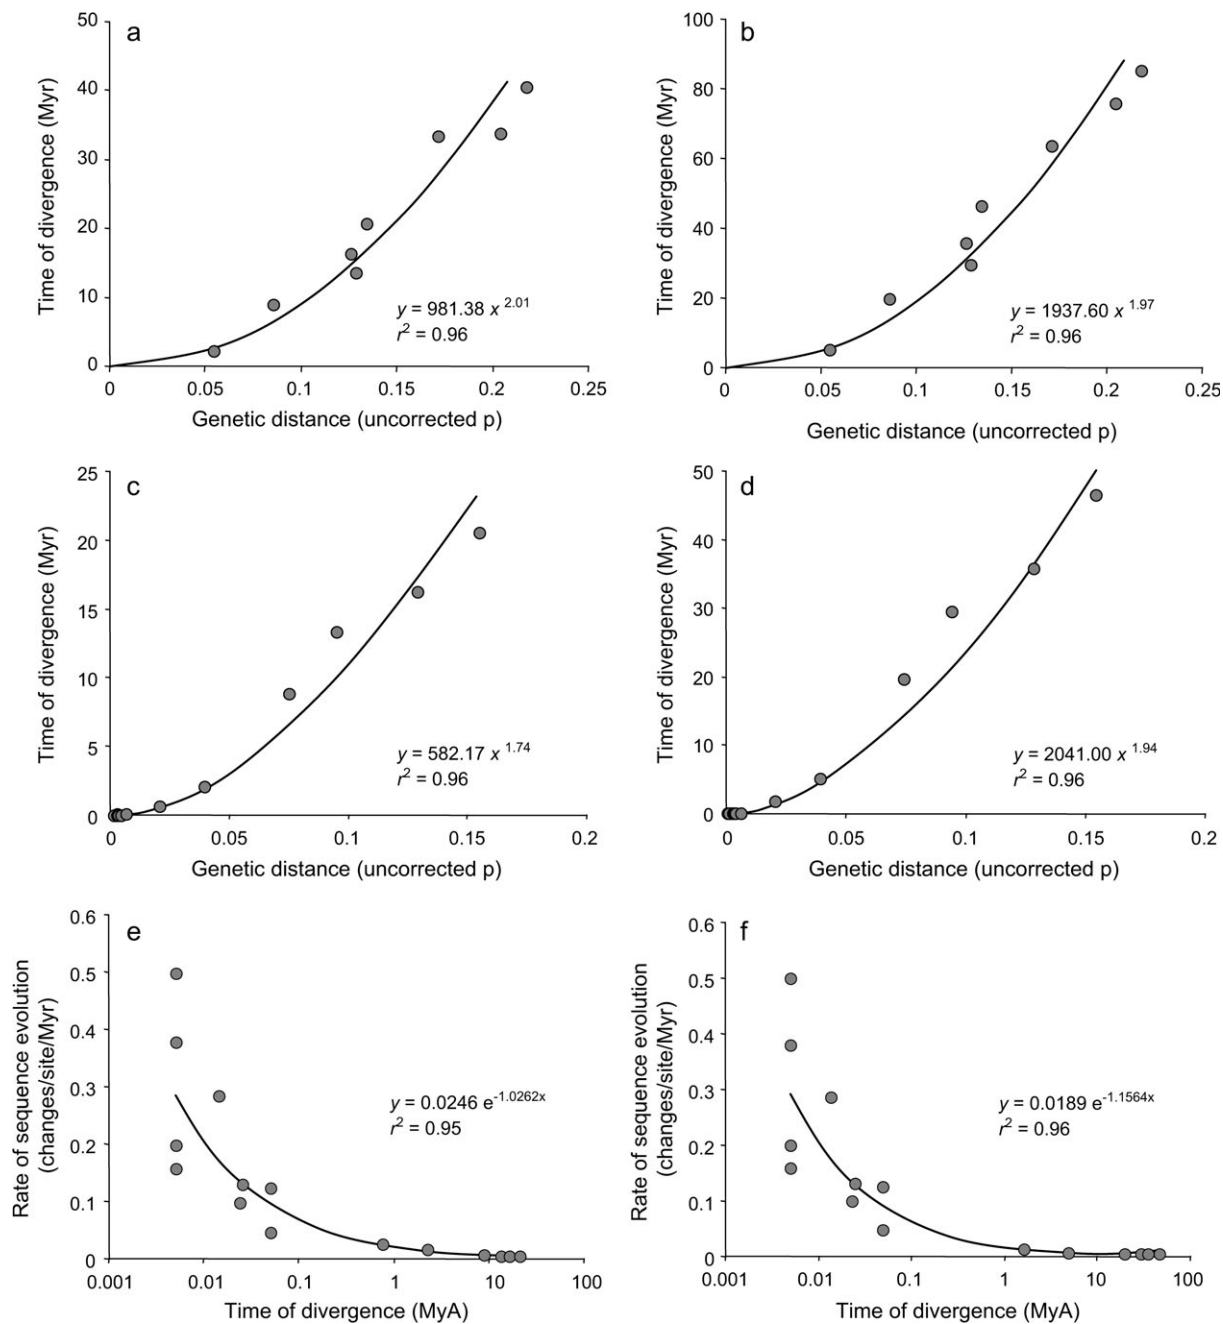 a
50
40
30
20
10
0
0
0.05
0.1
0.15
0.2
0.25
Time of divergence (Myr)
Genetic distance (uncorrected p)
y = 981.38 x 2.01
r2 = 0.96
b
100
80
60
40
20
0
0
0.05
0.1
0.15
0.2
0.25
Time of divergence (Myr)
Genetic distance (uncorrected p)
y = 1937.60 x 1.97
r2 = 0.96
c
25
20
15
10
5
0
0
0.05
0.1
0.15
0.2
Time of divergence (Myr)
Genetic distance (uncorrected p)
y = 582.17 x 1.74
r2 = 0.96
d
50
40
30
20
10
0
0
0.05
0.1
0.15
0.2
Time of divergence (Myr)
Genetic distance (uncorrected p)
y = 2041.00 x 1.94
r2 = 0.96
e
0.6
0.5
0.4
0.3
0.2
0.1
0
0.001
0.01
0.1
1
10
100
Rate of sequence evolution
(changes/site/Myr)
Time of divergence (MyA)
y = 0.0246 e-1.0262x
r2 = 0.95
f
0.6
0.5
0.4
0.3
0.2
0.1
0
0.001
0.01
0.1
1
10
100
Rate of sequence evolution
(changes/site/Myr)
Time of divergence (MyA)
y = 0.0189 e-1.1564x
r2 = 0.96